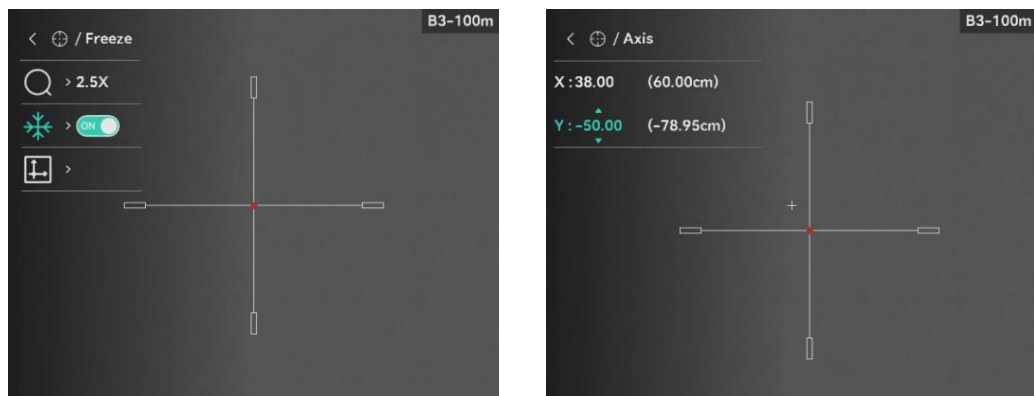 B3-100m
< / Freeze
> 2.5X
> ON
>
B3-100m
< / Axis
X : 38.00 (60.00cm)
Y : -50.00 (-78.95cm)